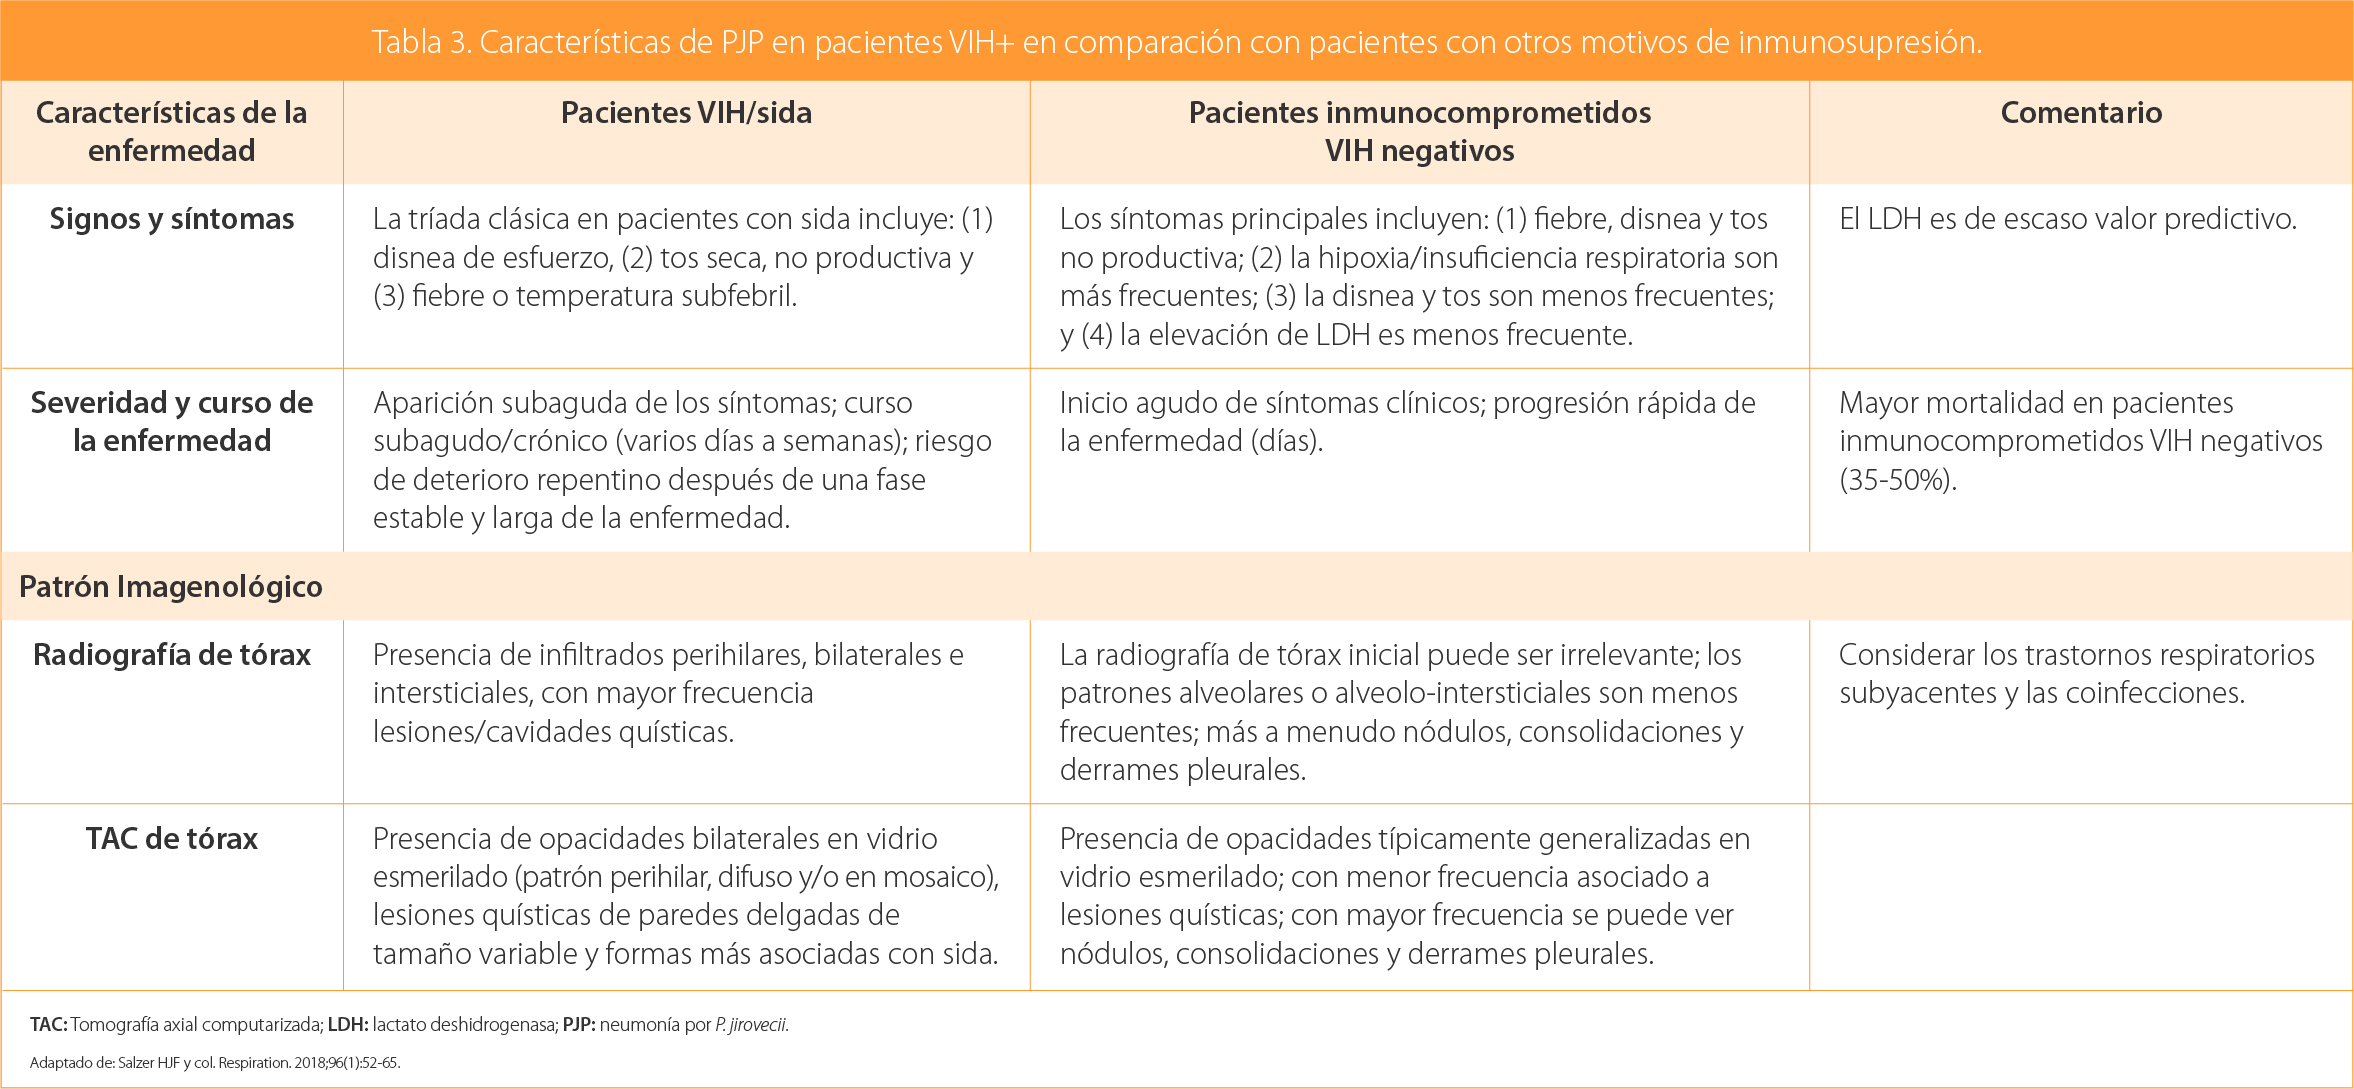 Tabla 3. Características de PJP en pacientes VIH+ en comparación con pacientes con otros motivos de inmunosupresión.
Características de la
enfermedad
Pacientes VIH/sida
Pacientes inmunocomprometidos
VIH negativos
Comentario
Signos y síntomas
La tríada clásica en pacientes con sida incluye: (1)
disnea de esfuerzo, (2) tos seca, no productiva y
(3) fiebre o temperatura subfebril.
Los síntomas principales incluyen: (1) fiebre, disnea y tos
no productiva; (2) la hipoxia/insuficiencia respiratoria son
más frecuentes; (3) la disnea y tos son menos frecuentes;
y (4) la elevación de LDH es menos frecuente.
El LDH es de escaso valor predictivo.
Severidad y curso de
la enfermedad
Aparición subaguda de los síntomas; curso
subagudo/crónico (varios días a semanas); riesgo
de deterioro repentino después de una fase
estable y larga de la enfermedad.
Inicio agudo de síntomas clínicos; progresión rápida de
la enfermedad (días).
Mayor mortalidad en pacientes
inmunocomprometidos VIH negativos
(35-50%).
Patrón Imagenológico
Radiografía de tórax
Presencia de infiltrados perihilares, bilaterales e
intersticiales, con mayor frecuencia
lesiones/cavidades quísticas.
La radiografía de tórax inicial puede ser irrelevante; los
patrones alveolares o alveolo-intersticiales son menos
frecuentes; más a menudo nódulos, consolidaciones y
derrames pleurales.
Considerar los trastornos respiratorios
subyacentes y las coinfecciones.
TAC de tórax
Presencia de opacidades bilaterales en vidrio
esmerilado (patrón perihilar, difuso y/o en mosaico),
lesiones quísticas de paredes delgadas de
tamaño variable y formas más asociadas con sida.
Presencia de opacidades típicamente generalizadas en
vidrio esmerilado; con menor frecuencia asociado a
lesiones quísticas; con mayor frecuencia se puede ver
nódulos, consolidaciones y derrames pleurales.
TAC: Tomografía axial computarizada; LDH: lactato deshidrogenasa; PJP: neumonía por P. jirovecii.
Adaptado de: Salzer HJF y col. Respiration. 2018;96(1):52-65.